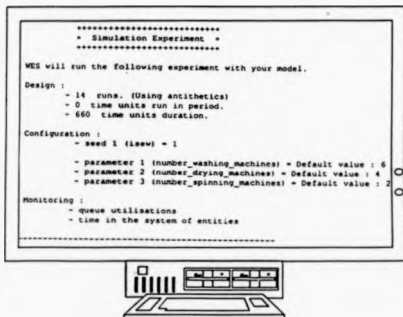 ++++++++++++++++++++++++++++
+ Simulation Experiment +
++++++++++++++++++++++++++++
WES will run the following experiment with your model.
Design :
- 14 runs. (Using antithetics)
- 0 time units run in period.
- 660 time units duration.
Configuration :
- seed 1 (isew) = 1
- parameter 1 (number_washing_machines) = Default value : 6
- parameter 2 (number_drying_machines) = Default value : 4
- parameter 3 (number_spinning_machines) = Default value : 2
Monitoring :
- queue utilisations
- time in the system of entities